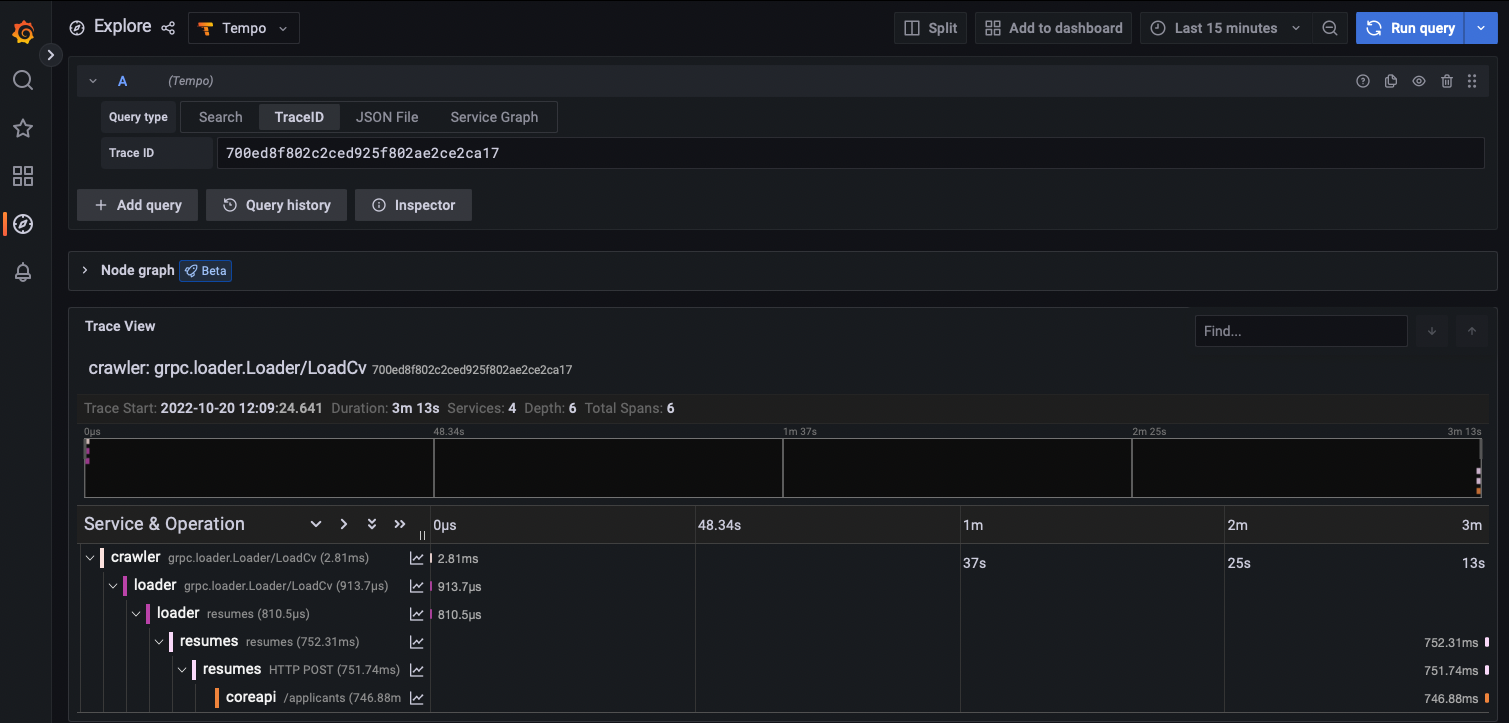 Explore Tempo Split Add to dashboard Last 15 minutes Run query
A (Tempo)
Query type Search TraceID JSON File Service Graph
Trace ID 700ed8f802c2ced925f802ae2ce2ca17
+ Add query Query history Inspector
Node graph Beta
Trace View Find...
crawler: grpc.loader.Loader/LoadCv 700ed8f802c2ced925f802ae2ce2ca17
Trace Start: 2022-10-20 12:09:24.641 Duration: 3m 13s Services: 4 Depth: 6 Total Spans: 6
0μs 48.34s 1m 37s 2m 25s 3m 13s
Service & Operation 0μs 48.34s 1m 2m 3m
crawler grpc.loader.Loader/LoadCv (2.81ms) 2.81ms 37s 25s 13s
loader grpc.loader.Loader/LoadCv (913.7μs) 913.7μs
loader resumes (810.5μs) 810.5μs
resumes resumes (752.31ms) 752.31ms
resumes HTTP POST (751.74ms) 751.74ms
coreapi /applicants (746.88m 746.88ms